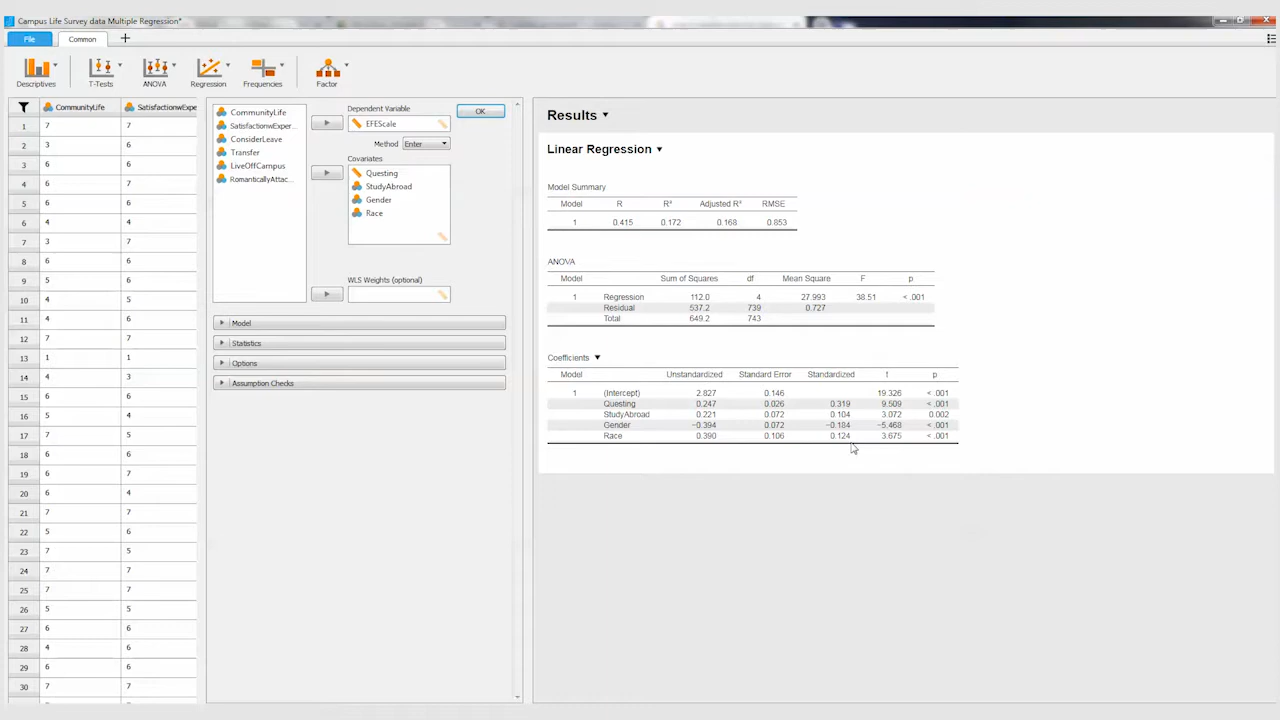 Campus Life Survey data Multiple Regression*
File Common +
Descriptives T-Tests ANOVA Regression Frequencies Factor
CommunityLife SatisfactionwExpe
1 7 7
2 3 6
3 6 6
4 6 7
5 6 6
6 4 4
7 3 7
8 6 6
9 5 6
10 4 5
11 4 6
12 7 7
13 1 1
14 4 3
15 6 6
16 5 4
17 7 5
18 6 6
19 6 7
20 6 4
21 7 7
22 5 6
23 7 5
24 7 7
25 7 7
26 5 5
27 6 6
28 4 6
29 6 6
30 7 7
CommunityLife
SatisfactionwExper...
ConsiderLeave
Transfer
LiveOffCampus
RomanticallyAttac...
Dependent Variable
OK
EFEScale
Method Enter
Covariates
Questing
StudyAbroad
Gender
Race
WLS Weights (optional)
Model
Statistics
Options
Assumption Checks
Results
Linear Regression
Model Summary
Model R R² Adjusted R² RMSE
1 0.415 0.172 0.168 0.853
ANOVA
Model Sum of Squares df Mean Square F p
1 Regression 112.0 4 27.993 38.51 < .001
Residual 537.2 739 0.727
Total 649.2 743
Coefficients
Model Unstandardized Standard Error Standardized t p
1 (Intercept) 2.827 0.146 19.326 < .001
Questing 0.247 0.026 0.319 9.509 < .001
StudyAbroad 0.221 0.072 0.104 3.072 0.002
Gender −0.394 0.072 −0.184 −5.468 < .001
Race 0.390 0.106 0.124 3.675 < .001